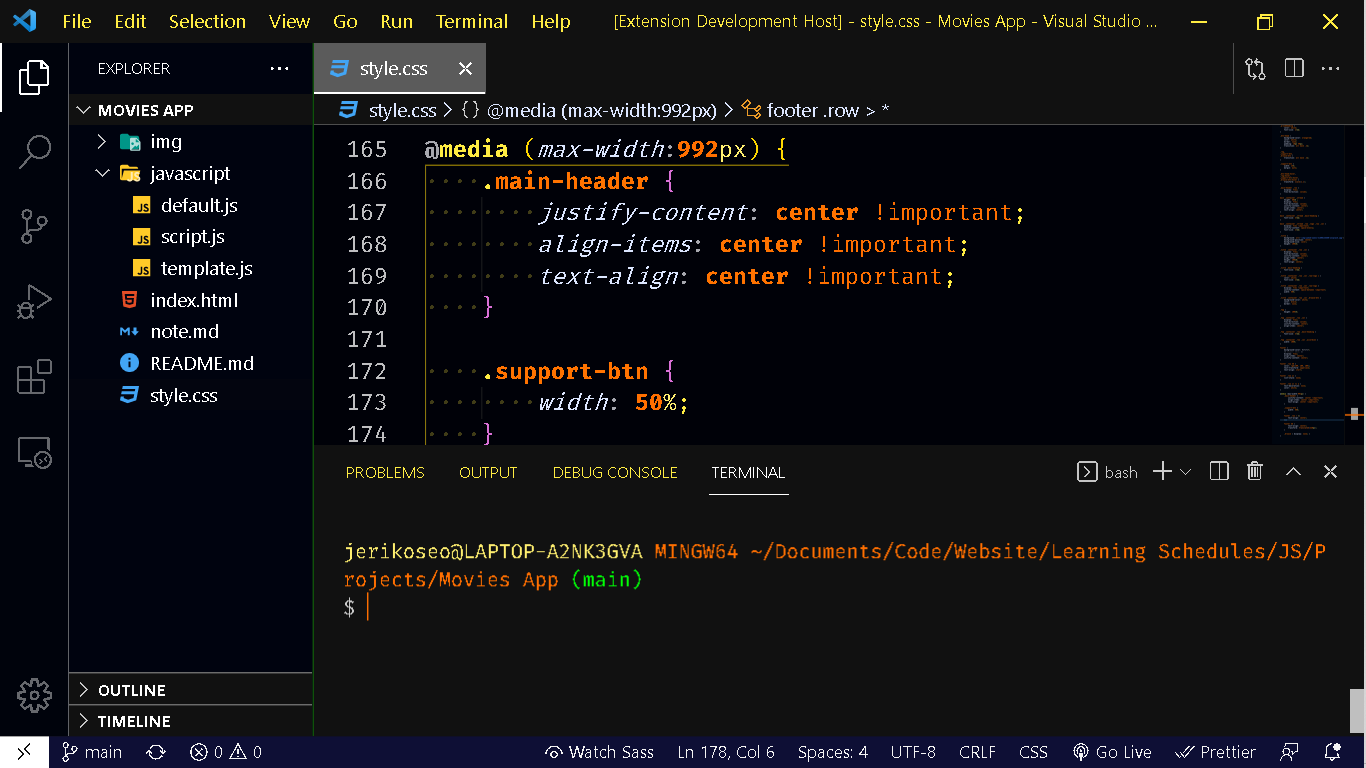 File Edit Selection View Go Run Terminal Help [Extension Development Host] - style.css - Movies App - Visual Studio ...
EXPLORER ...
MOVIES APP
img
javascript
JS default.js
JS script.js
JS template.js
index.html
note.md
README.md
style.css
OUTLINE
TIMELINE
style.css
style.css > {} @media (max-width:992px) > footer .row > *
165 @media (max-width:992px) {
166 ····.main-header {
167 ········justify-content: center !important;
168 ········align-items: center !important;
169 ········text-align: center !important;
170 ····}
171
172 ····.support-btn {
173 ········width: 50%;
174 ····}
PROBLEMS OUTPUT DEBUG CONSOLE TERMINAL bash
jerikoseo@LAPTOP-A2NK3GVA MINGW64 ~/Documents/Code/Website/Learning Schedules/JS/P
rojects/Movies App (main)
$
main 0 0 Watch Sass Ln 178, Col 6 Spaces: 4 UTF-8 CRLF CSS Go Live Prettier